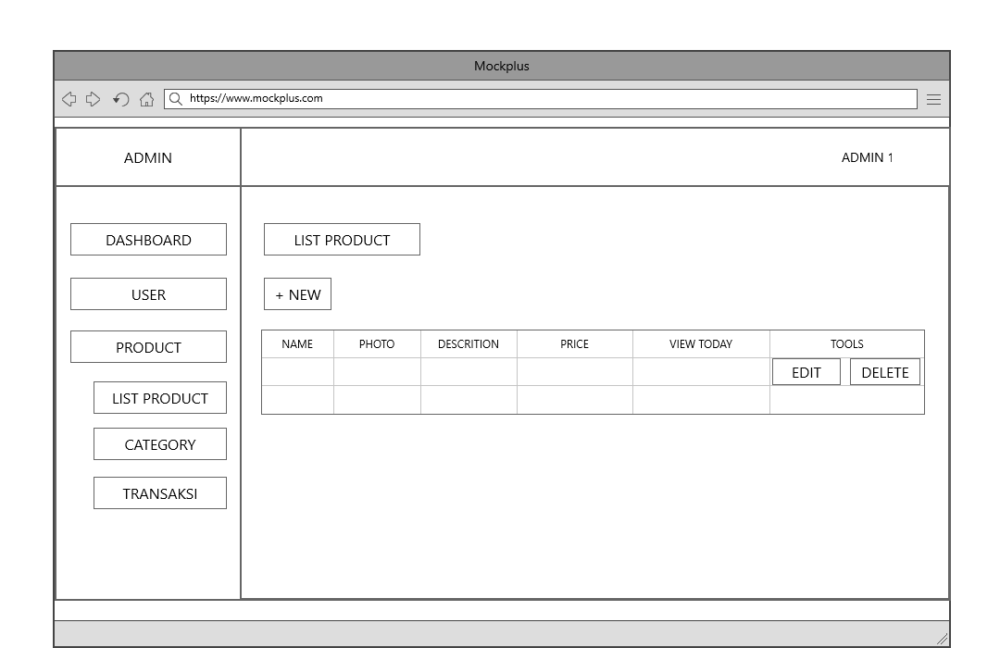 Mockplus
https://www.mockplus.com
ADMIN
ADMIN 1
DASHBOARD
USER
PRODUCT
LIST PRODUCT
CATEGORY
TRANSAKSI
LIST PRODUCT
+ NEW
NAME PHOTO DESCRITION PRICE VIEW TODAY TOOLS
EDIT DELETE